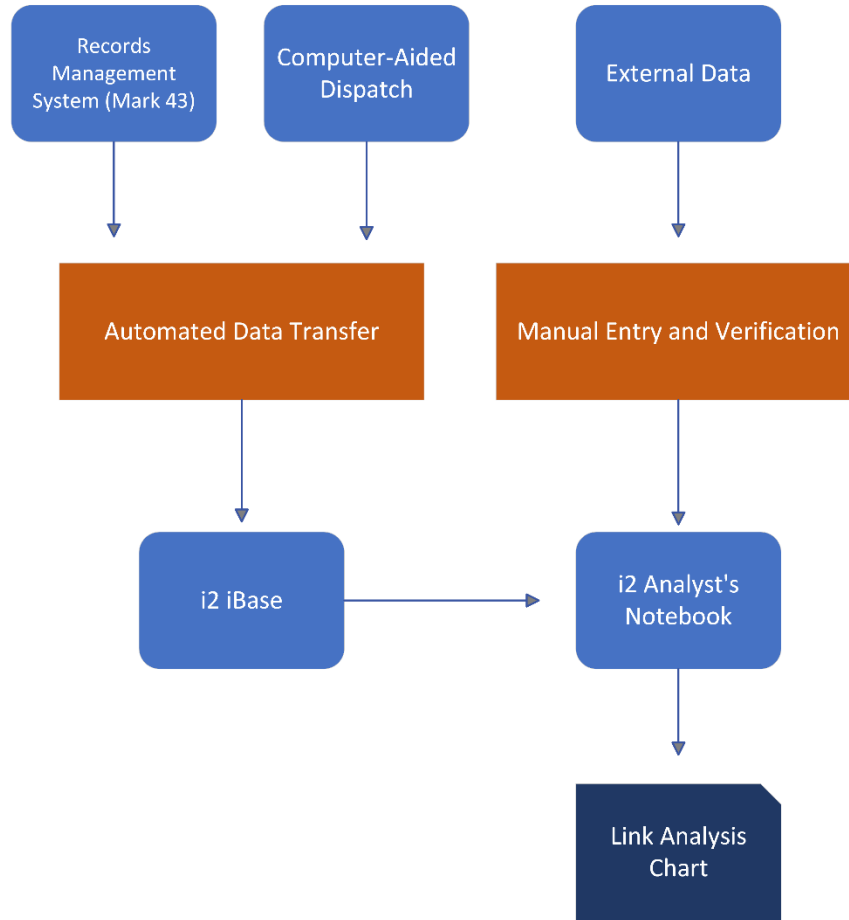 Records
Management
System (Mark 43)
Computer-Aided
Dispatch
External Data
Automated Data Transfer
Manual Entry and Verification
i2 iBase
i2 Analyst's
Notebook
Link Analysis
Chart